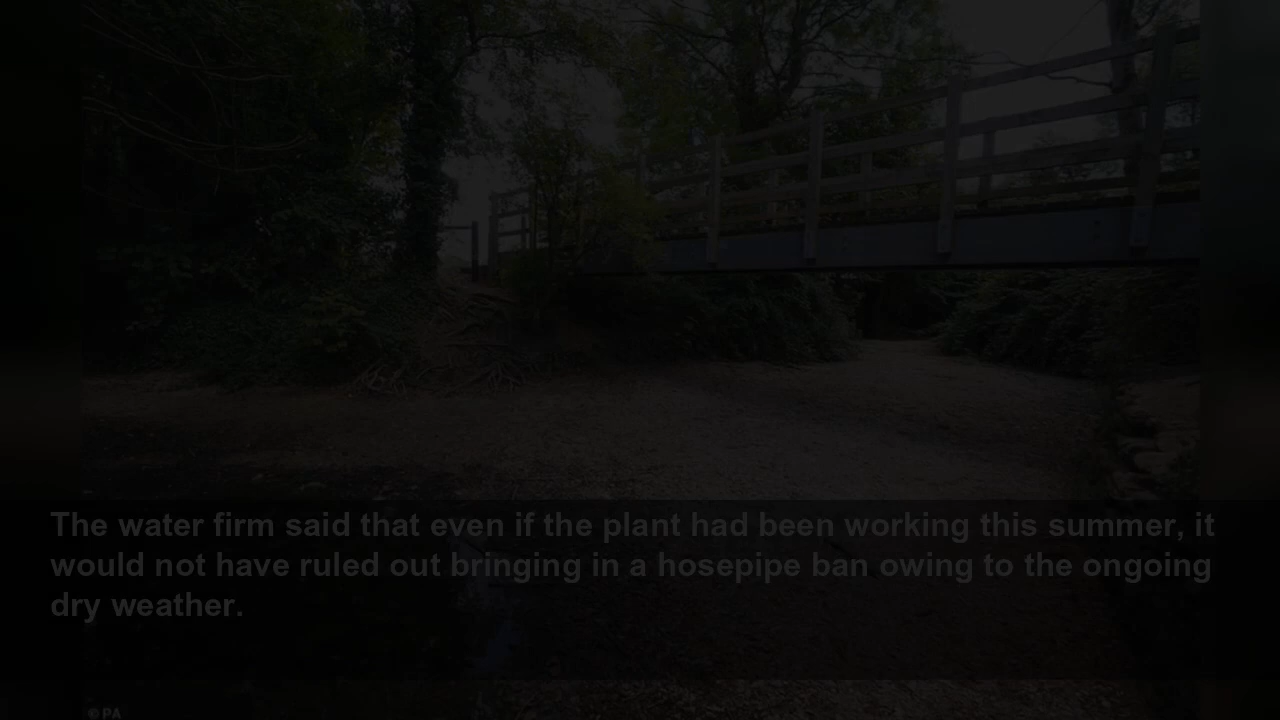 The water firm said that even if the plant had been working this summer, it
would not have ruled out bringing in a hosepipe ban owing to the ongoing
dry weather.
© PA